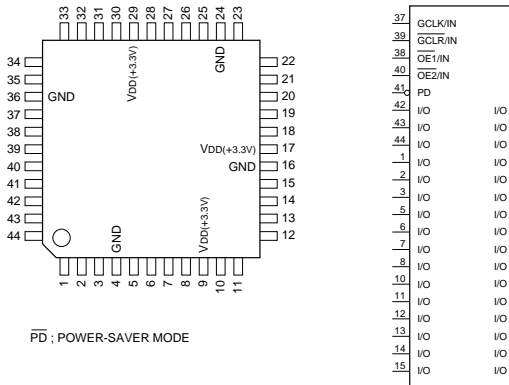 33 32 31 30 29 28 27 26 25 24 23
VDD(+3.3V) GND
34 22
35 21
36 GND 20
37 19
38 18
39 VDD(+3.3V) 17
40 GND 16
41 15
42 14
43 13
44 12
GND VDD(+3.3V)
1 2 3 4 5 6 7 8 9 10 11
PD ; POWER-SAVER MODE
37 GCLK/IN
39 GCLR/IN
38 OE1/IN
40 OE2/IN
41 PD
42 I/O I/O
43 I/O I/O
44 I/O I/O
1 I/O I/O
2 I/O I/O
3 I/O I/O
5 I/O I/O
6 I/O I/O
7 I/O I/O
8 I/O I/O
10 I/O I/O
11 I/O I/O
12 I/O I/O
13 I/O I/O
14 I/O I/O
15 I/O I/O